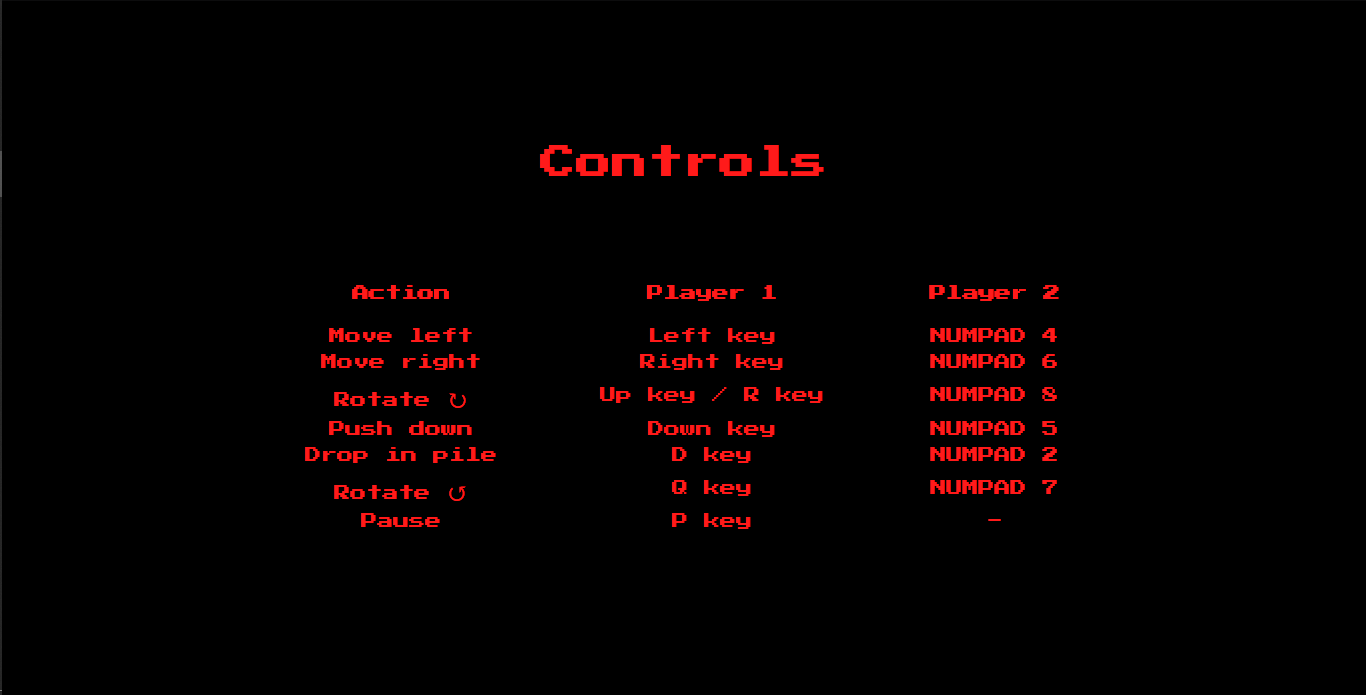 Controls
Action Player 1 Player 2
Move left Left key NUMPAD 4
Move right Right key NUMPAD 6
Rotate ↻ Up key / R key NUMPAD 8
Push down Down key NUMPAD 5
Drop in pile D key NUMPAD 2
Rotate ↺ Q key NUMPAD 7
Pause P key -